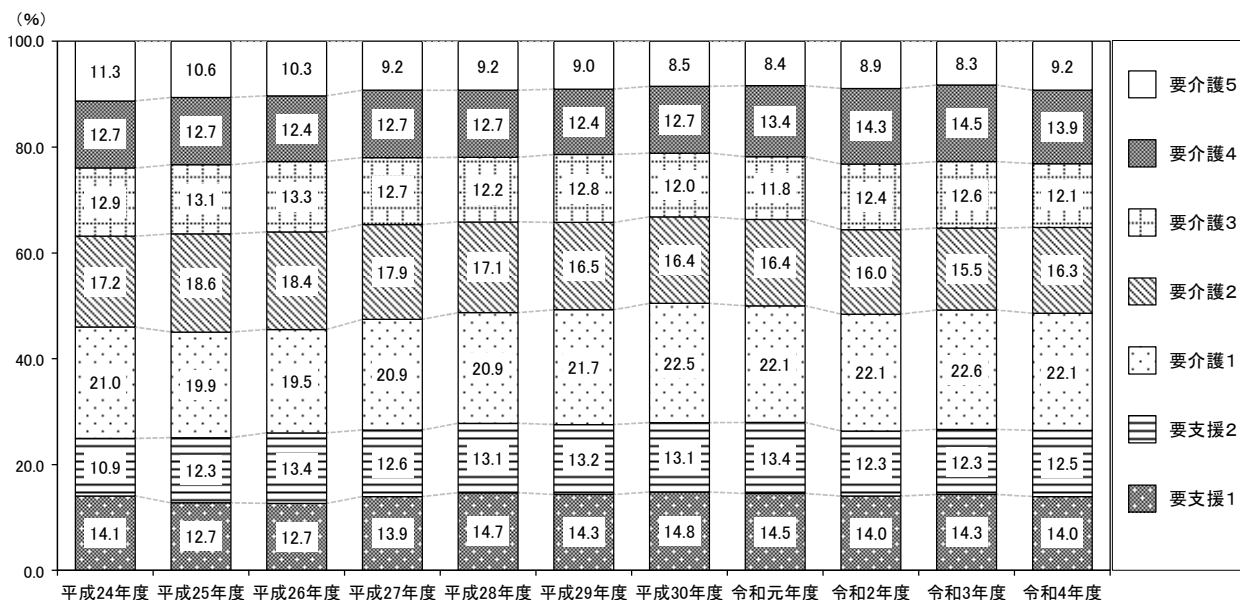 （%）
100.0
80.0
60.0
40.0
20.0
0.0
11.3 10.6 10.3 9.2 9.2 9.0 8.5 8.4 8.9 8.3 9.2
12.7 12.7 12.4 12.7 12.7 12.4 12.7 13.4 14.3 14.5 13.9
12.9 13.1 13.3 12.7 12.2 12.8 12.0 11.8 12.4 12.6 12.1
17.2 18.6 18.4 17.9 17.1 16.5 16.4 16.4 16.0 15.5 16.3
21.0 19.9 19.5 20.9 20.9 21.7 22.5 22.1 22.1 22.6 22.1
10.9 12.3 13.4 12.6 13.1 13.2 13.1 13.4 12.3 12.3 12.5
14.1 12.7 12.7 13.9 14.7 14.3 14.8 14.5 14.0 14.3 14.0
平成24年度 平成25年度 平成26年度 平成27年度 平成28年度 平成29年度 平成30年度 令和元年度 令和2年度 令和3年度 令和4年度
要介護5
要介護4
要介護3
要介護2
要介護1
要支援2
要支援1